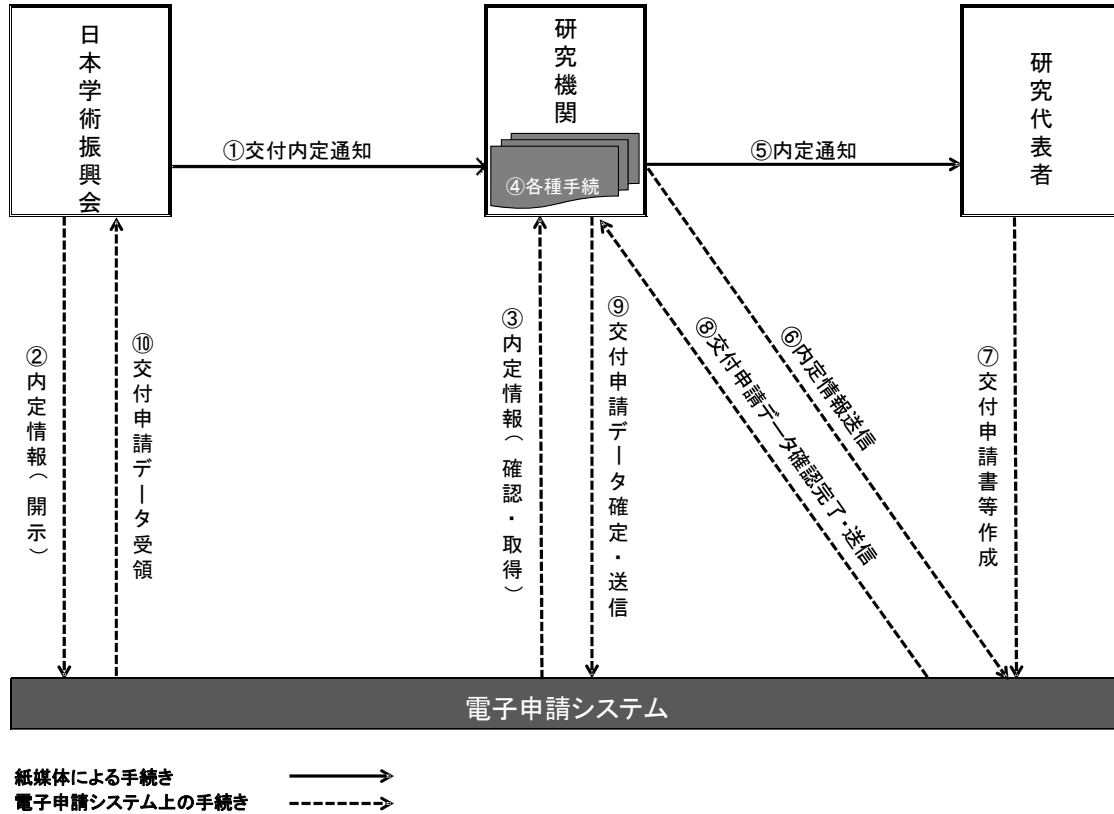 日本学術振興会
研究機関
研究代表者
①交付内定通知
④各種手続
⑤内定通知
②内定情報（開示）
⑩交付申請データ受領
③内定情報（確認・取得）
⑨交付申請データ確定・送信
⑧交付申請データ確認完了・送信
⑥内定情報送信
⑦交付申請書等作成
電子申請システム
紙媒体による手続き
電子申請システム上の手続き